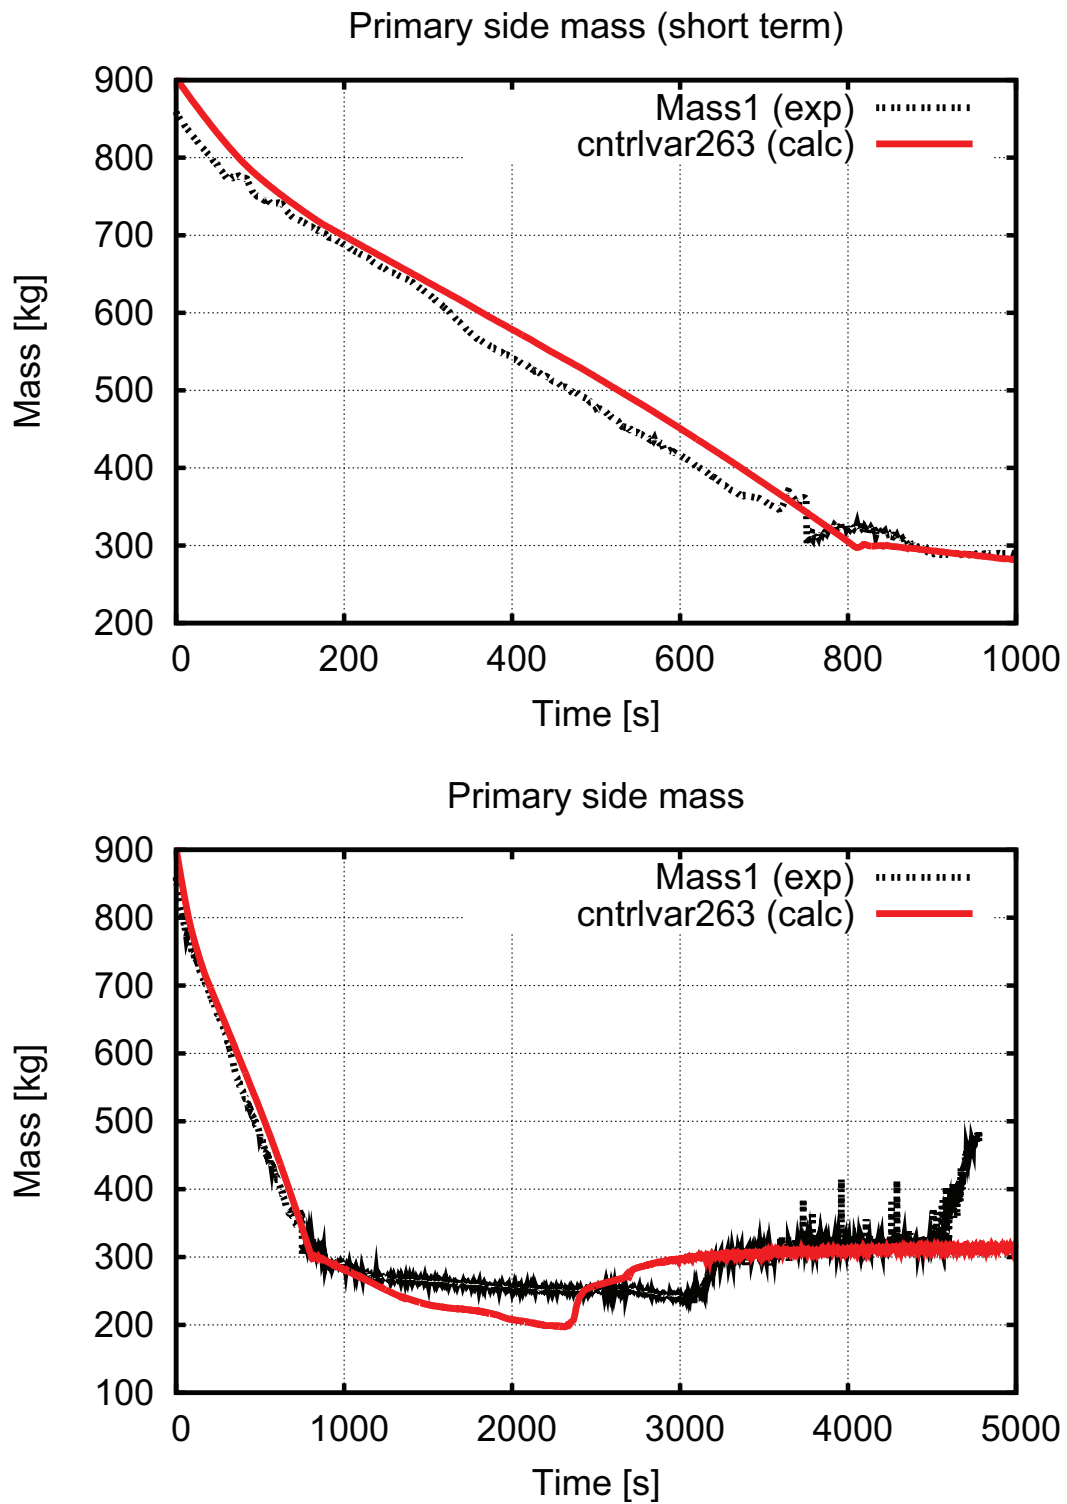 Primary side mass (short term)
900
800
700
600
500
400
300
200
Mass [kg]
Mass1 (exp)
cntrlvar263 (calc)
0 200 400 600 800 1000
Time [s]
Primary side mass
900
800
700
600
500
400
300
200
100
Mass [kg]
Mass1 (exp)
cntrlvar263 (calc)
0 1000 2000 3000 4000 5000
Time [s]